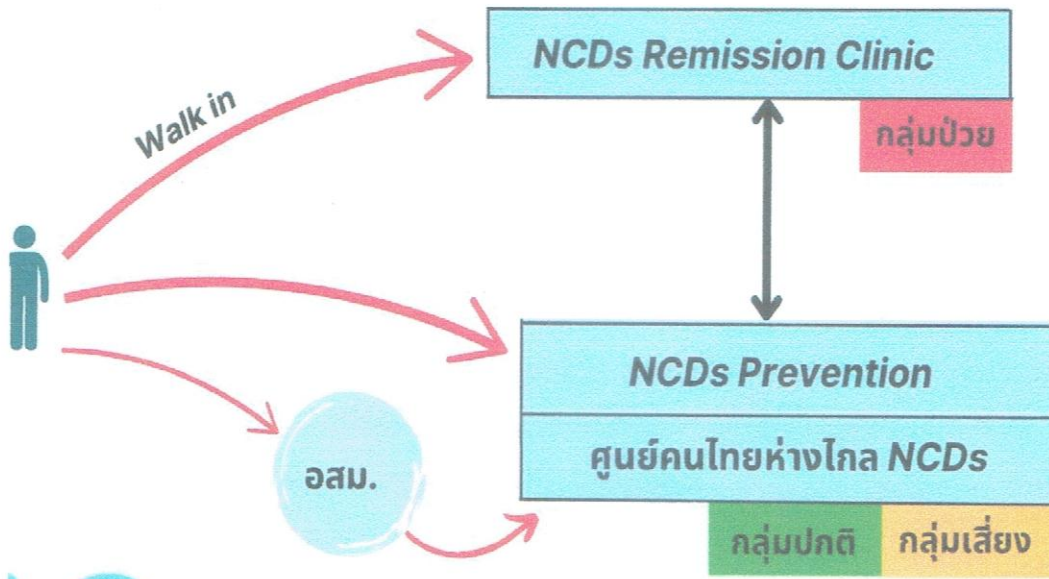 NCDs Remission Clinic
Walk in
กลุ่มป่วย
NCDs Prevention
ศูนย์คนไทยห่างไกล NCDs
อสม.
กลุ่มปกติ
กลุ่มเสี่ยง